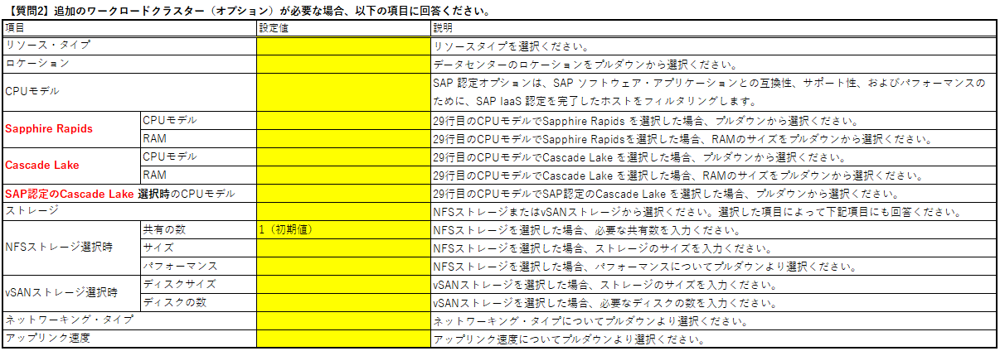 【質問2】追加のワークロードクラスター（オプション）が必要な場合、以下の項目に回答ください。
項目 設定値 説明
リソース・タイプ リソースタイプを選択ください。
ロケーション データセンターのロケーションをプルダウンから選択ください。
CPUモデル SAP 認定オプションは、SAP ソフトウェア・アプリケーションとの互換性、サポート性、およびパフォーマンスの
ために、SAP IaaS 認定を完了したホストをフィルタリングします。
Sapphire Rapids CPUモデル 29行目のCPUモデルでSapphire Rapids を選択した場合、プルダウンから選択ください。
RAM 29行目のCPUモデルでSapphire Rapidsを選択した場合、RAMのサイズをプルダウンから選択ください。
Cascade Lake CPUモデル 29行目のCPUモデルでCascade Lake を選択した場合、プルダウンから選択ください。
RAM 29行目のCPUモデルでCascade Lake を選択した場合、RAMのサイズをプルダウンから選択ください。
SAP認定のCascade Lake 選択時のCPUモデル 29行目のCPUモデルでSAP認定のCascade Lake を選択した場合、プルダウンから選択ください。
ストレージ NFSストレージまたはvSANストレージから選択ください。選択した項目によって下記項目にも回答ください。
NFSストレージ選択時 共有の数 1（初期値） NFSストレージを選択した場合、必要な共有数を入力ください。
サイズ NFSストレージを選択した場合、ストレージのサイズを入力ください。
パフォーマンス NFSストレージを選択した場合、パフォーマンスについてプルダウンより選択ください。
vSANストレージ選択時 ディスクサイズ vSANストレージを選択した場合、ストレージのサイズを入力ください。
ディスクの数 vSANストレージを選択した場合、必要なディスクの数を入力ください。
ネットワーキング・タイプ ネットワーキング・タイプについてプルダウンより選択ください。
アップリンク速度 アップリンク速度についてプルダウンより選択ください。